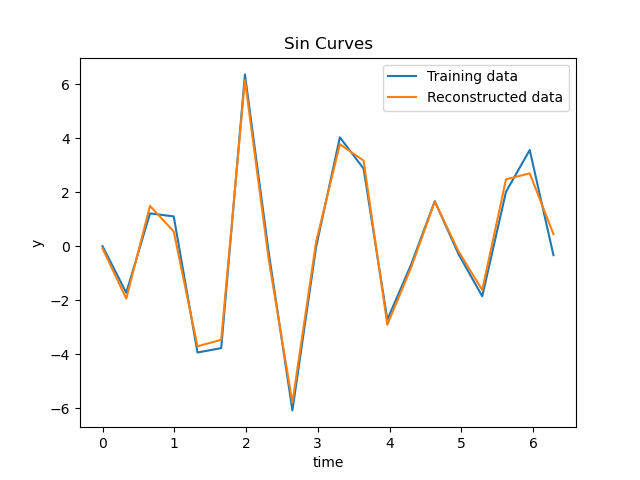 Sin Curves
Training data
Reconstructed data
y
6
4
2
0
−2
−4
−6
0 1 2 3 4 5 6
time